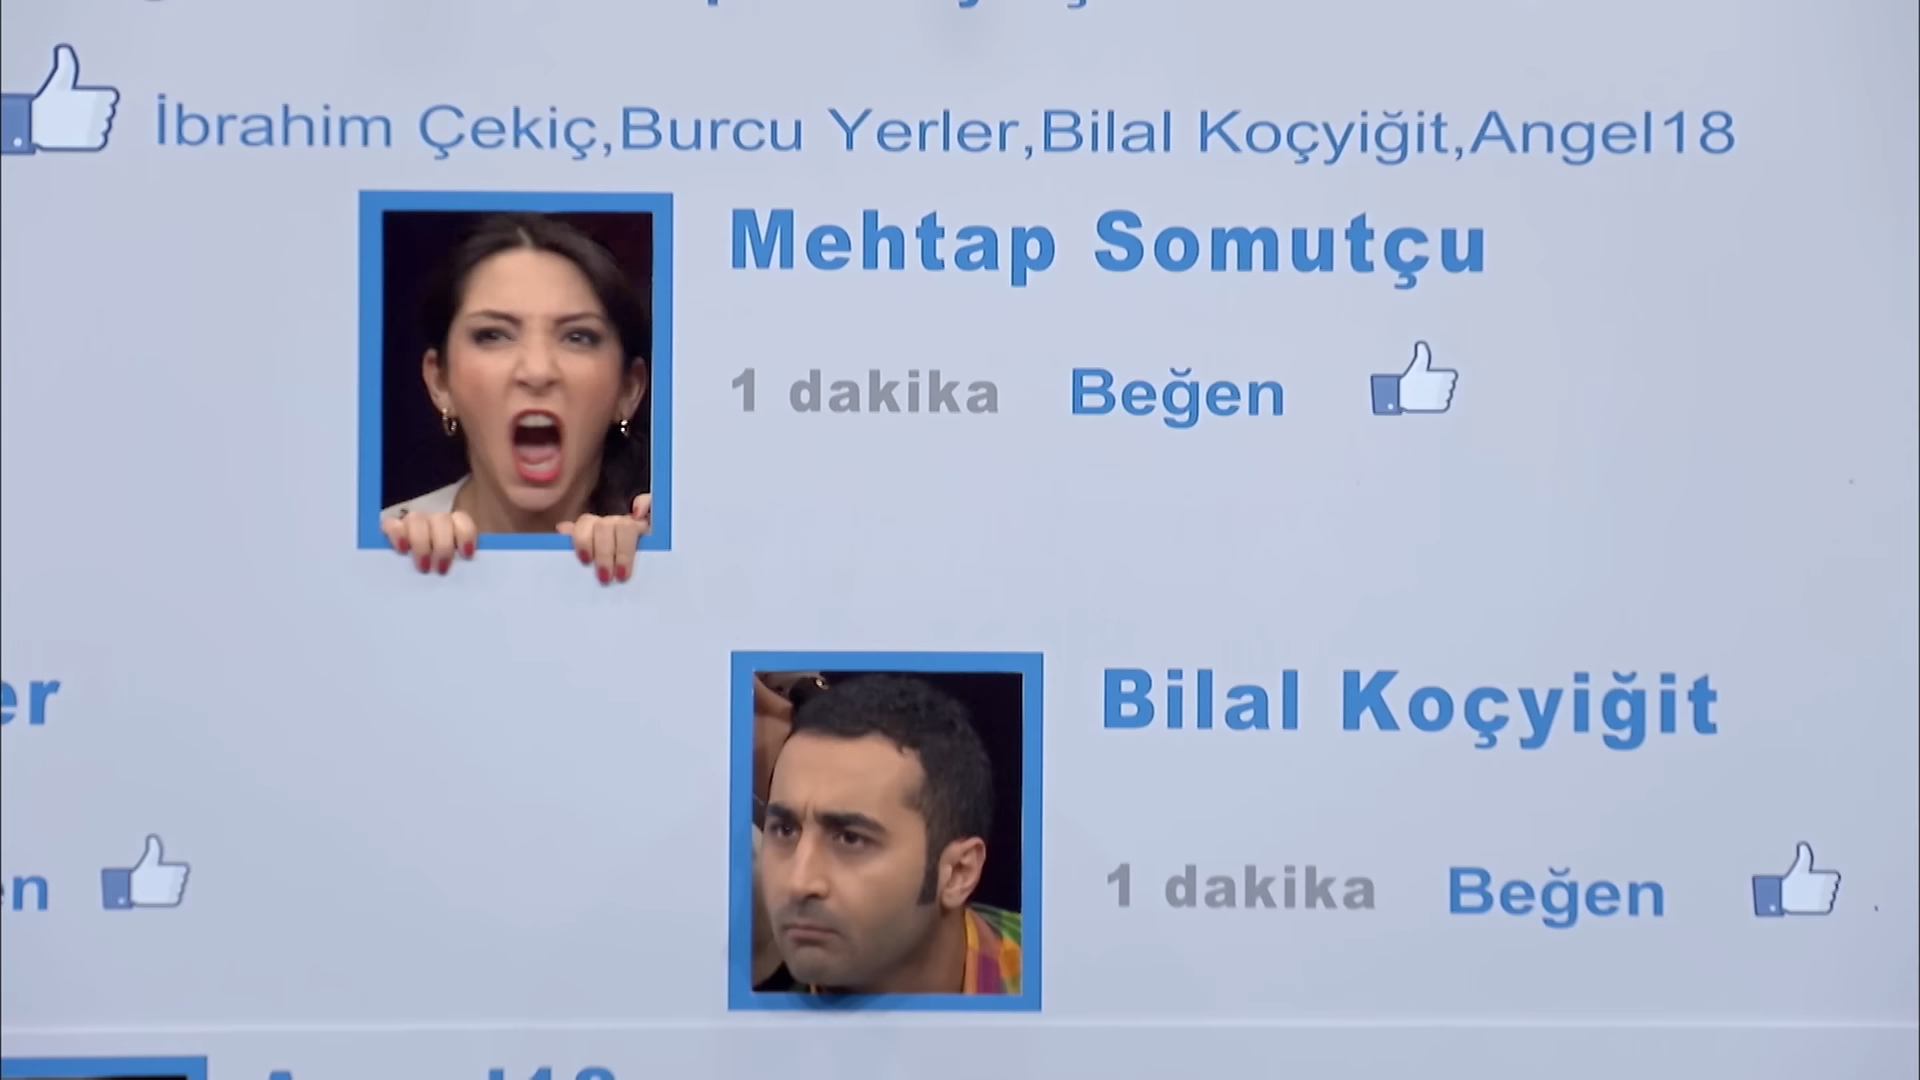 İbrahim Çekiç,Burcu Yerler,Bilal Koçyiğit,Angel18
Mehtap Somutçu
1 dakika Beğen
er
Bilal Koçyiğit
en
1 dakika Beğen